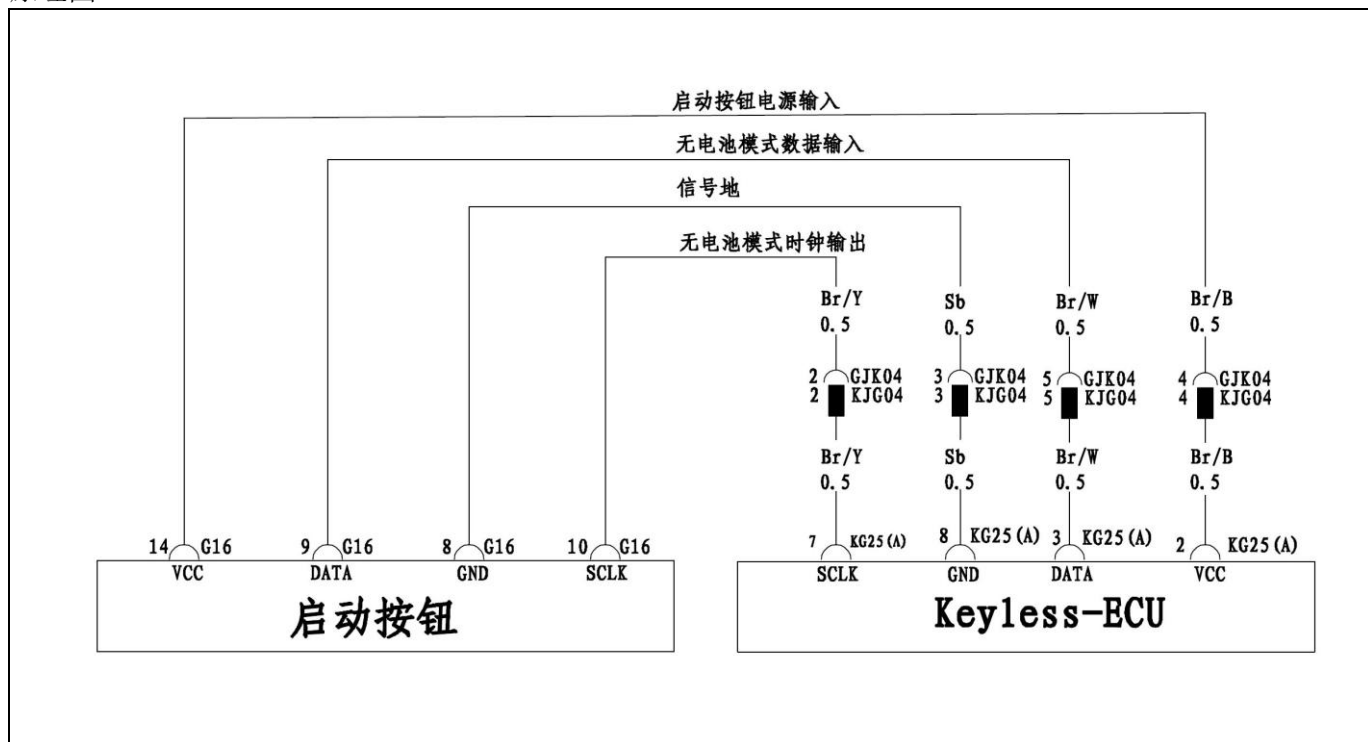 启动按钮电源输入
无电池模式数据输入
信号地
无电池模式时钟输出
Br/Y Sb Br/W Br/B
0.5 0.5 0.5 0.5
2 GJK04 3 GJK04 5 GJK04 4 GJK04
2 KJG04 3 KJG04 5 KJG04 4 KJG04
Br/Y Sb Br/W Br/B
0.5 0.5 0.5 0.5
14 G16 9 G16 8 G16 10 G16 7 KG25(A) 8 KG25(A) 3 KG25(A) 2 KG25(A)
VCC DATA GND SCLK SCLK GND DATA VCC
启动按钮 Keyless-ECU